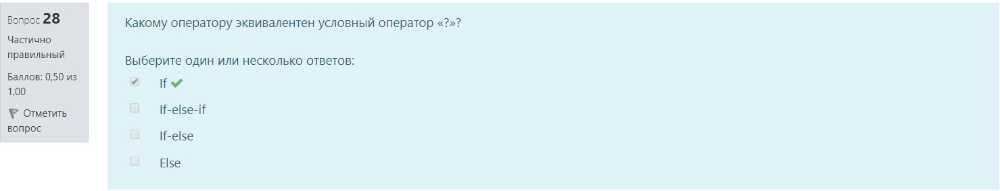 Вопрос 28
Частично
правильный
Баллов: 0,50 из
1,00
Отметить
вопрос
Какому оператору эквивалентен условный оператор «?»?
Выберите один или несколько ответов:
If
If-else-if
If-else
Else